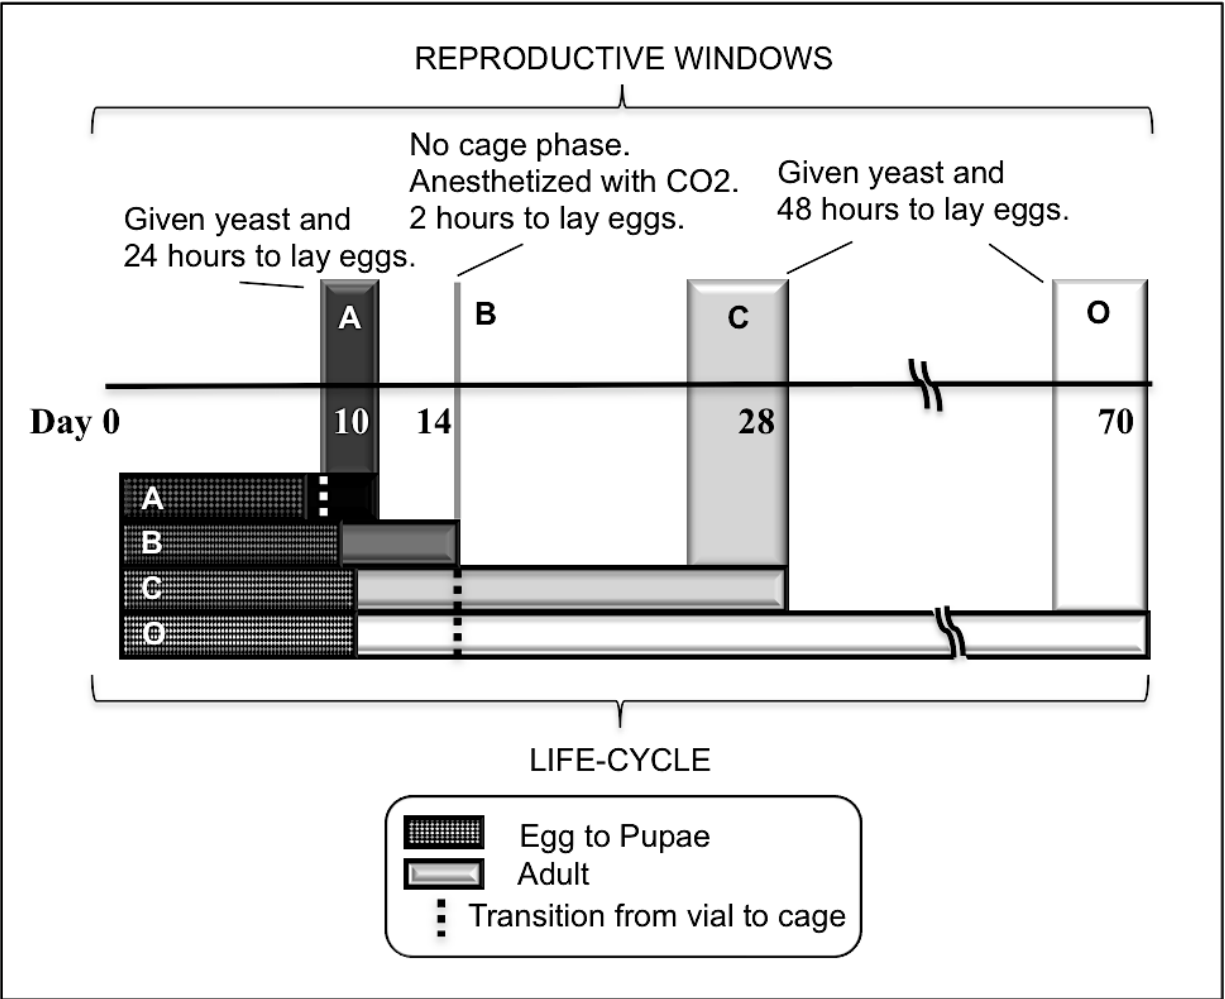 REPRODUCTIVE WINDOWS
No cage phase.
Anesthetized with CO2.
2 hours to lay eggs.
Given yeast and
48 hours to lay eggs.
Given yeast and
24 hours to lay eggs.
A
B
C
O
Day 0
10
14
28
70
A
B
C
O
LIFE-CYCLE
Egg to Pupae
Adult
Transition from vial to cage